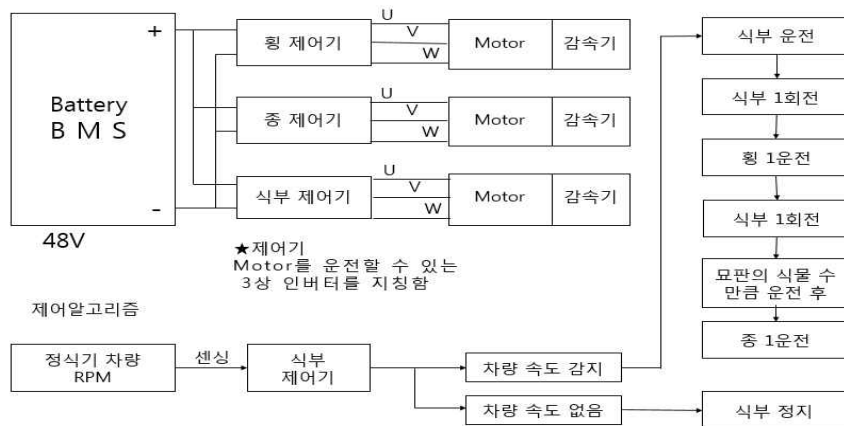 Battery
B M S
+
-
48V
횡 제어기
U
V
W
Motor
감속기
종 제어기
U
V
W
Motor
감속기
식부 제어기
U
V
W
Motor
감속기
★제어기
Motor를 운전할 수 있는
3상 인버터를 지칭함
제어알고리즘
정식기 차량
RPM
센싱
식부
제어기
차량 속도 감지
차량 속도 없음
식부 운전
식부 1회전
횡 1운전
식부 1회전
묘판의 식물 수
만큼 운전 후
종 1운전
식부 정지